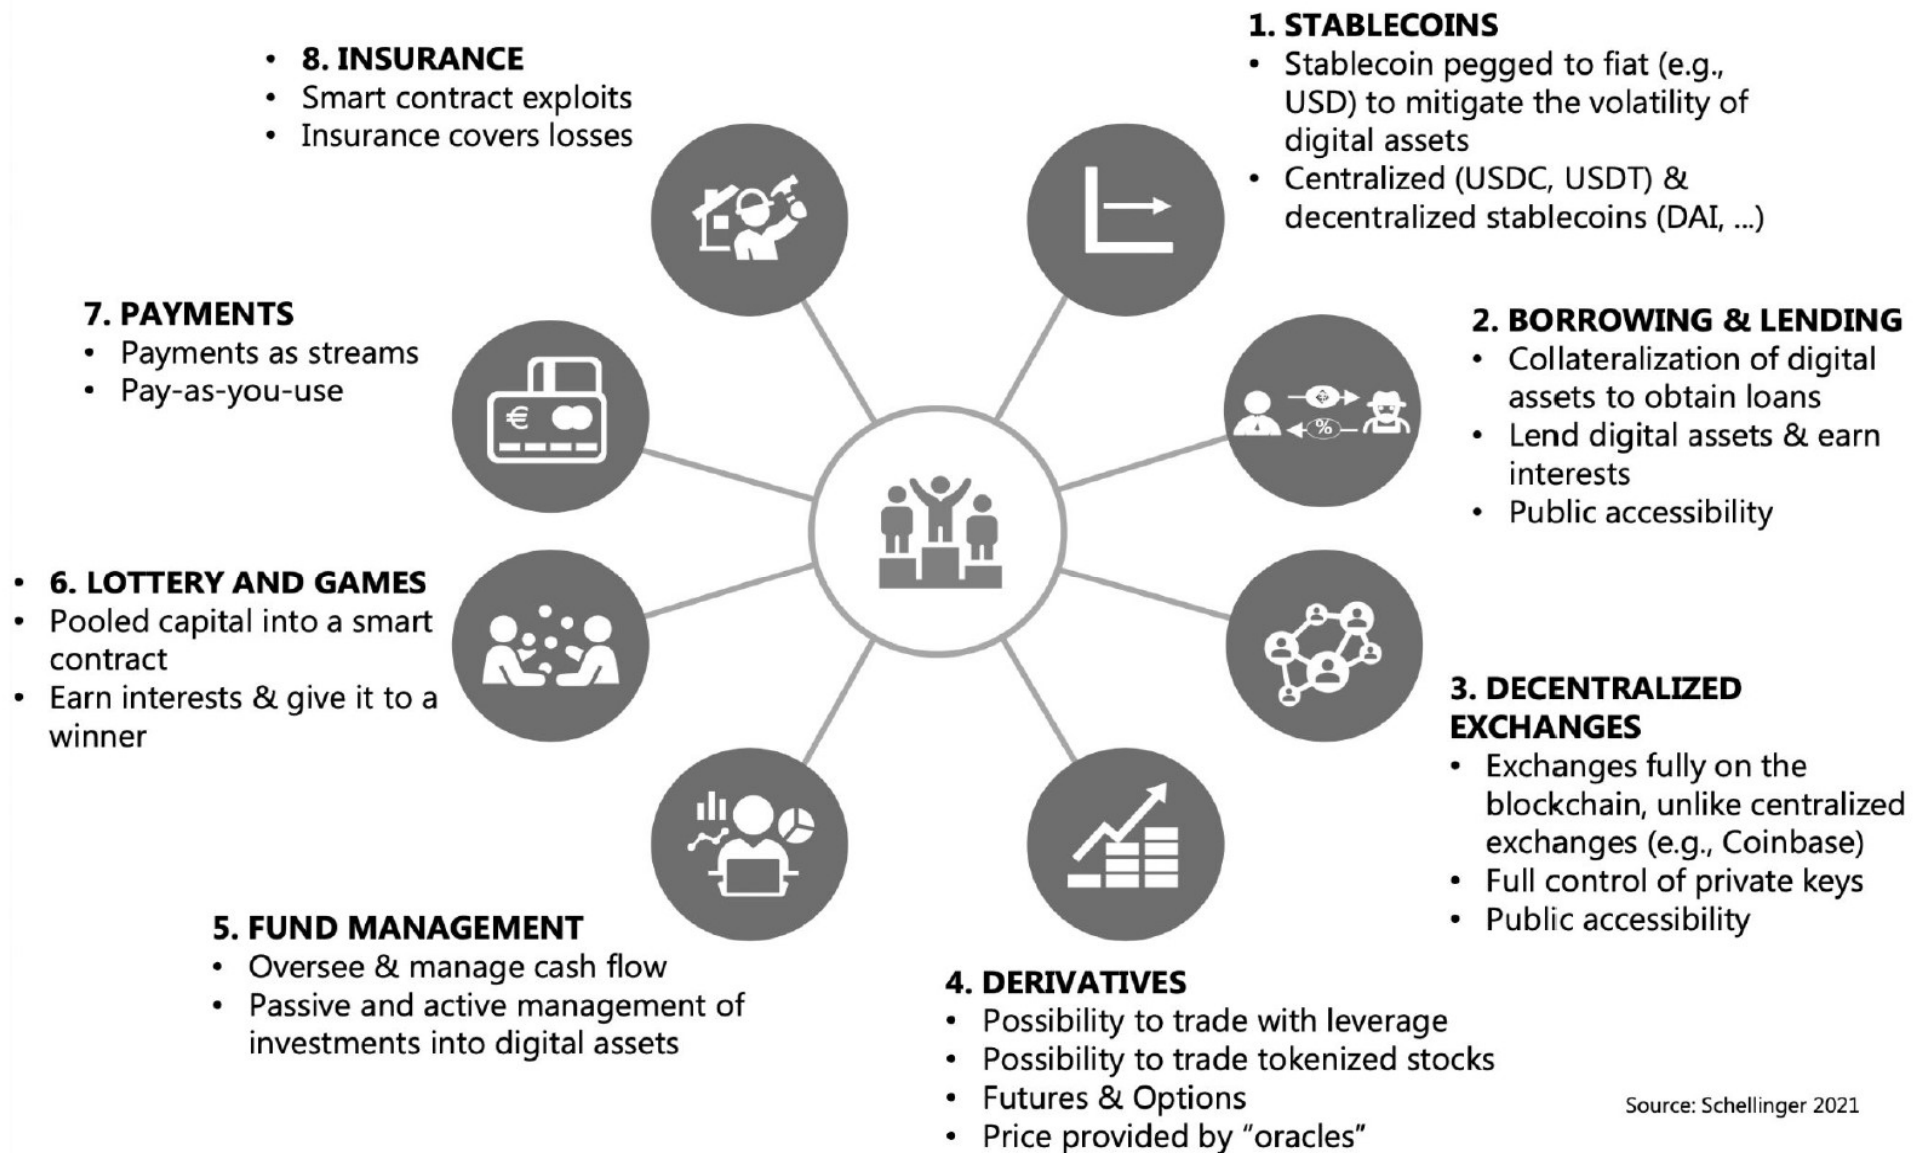 1. STABLECOINS
• Stablecoin pegged to fiat (e.g.,
USD) to mitigate the volatility of
digital assets
• Centralized (USDC, USDT) &
decentralized stablecoins (DAI, ...)
2. BORROWING & LENDING
• Collateralization of digital
assets to obtain loans
• Lend digital assets & earn
interests
• Public accessibility
3. DECENTRALIZED
EXCHANGES
• Exchanges fully on the
blockchain, unlike centralized
exchanges (e.g., Coinbase)
• Full control of private keys
• Public accessibility
4. DERIVATIVES
• Possibility to trade with leverage
• Possibility to trade tokenized stocks
• Futures & Options
• Price provided by “oracles”
5. FUND MANAGEMENT
• Oversee & manage cash flow
• Passive and active management of
investments into digital assets
• 6. LOTTERY AND GAMES
• Pooled capital into a smart
contract
• Earn interests & give it to a
winner
7. PAYMENTS
• Payments as streams
• Pay-as-you-use
• 8. INSURANCE
• Smart contract exploits
• Insurance covers losses
€
%
Source: Schellinger 2021